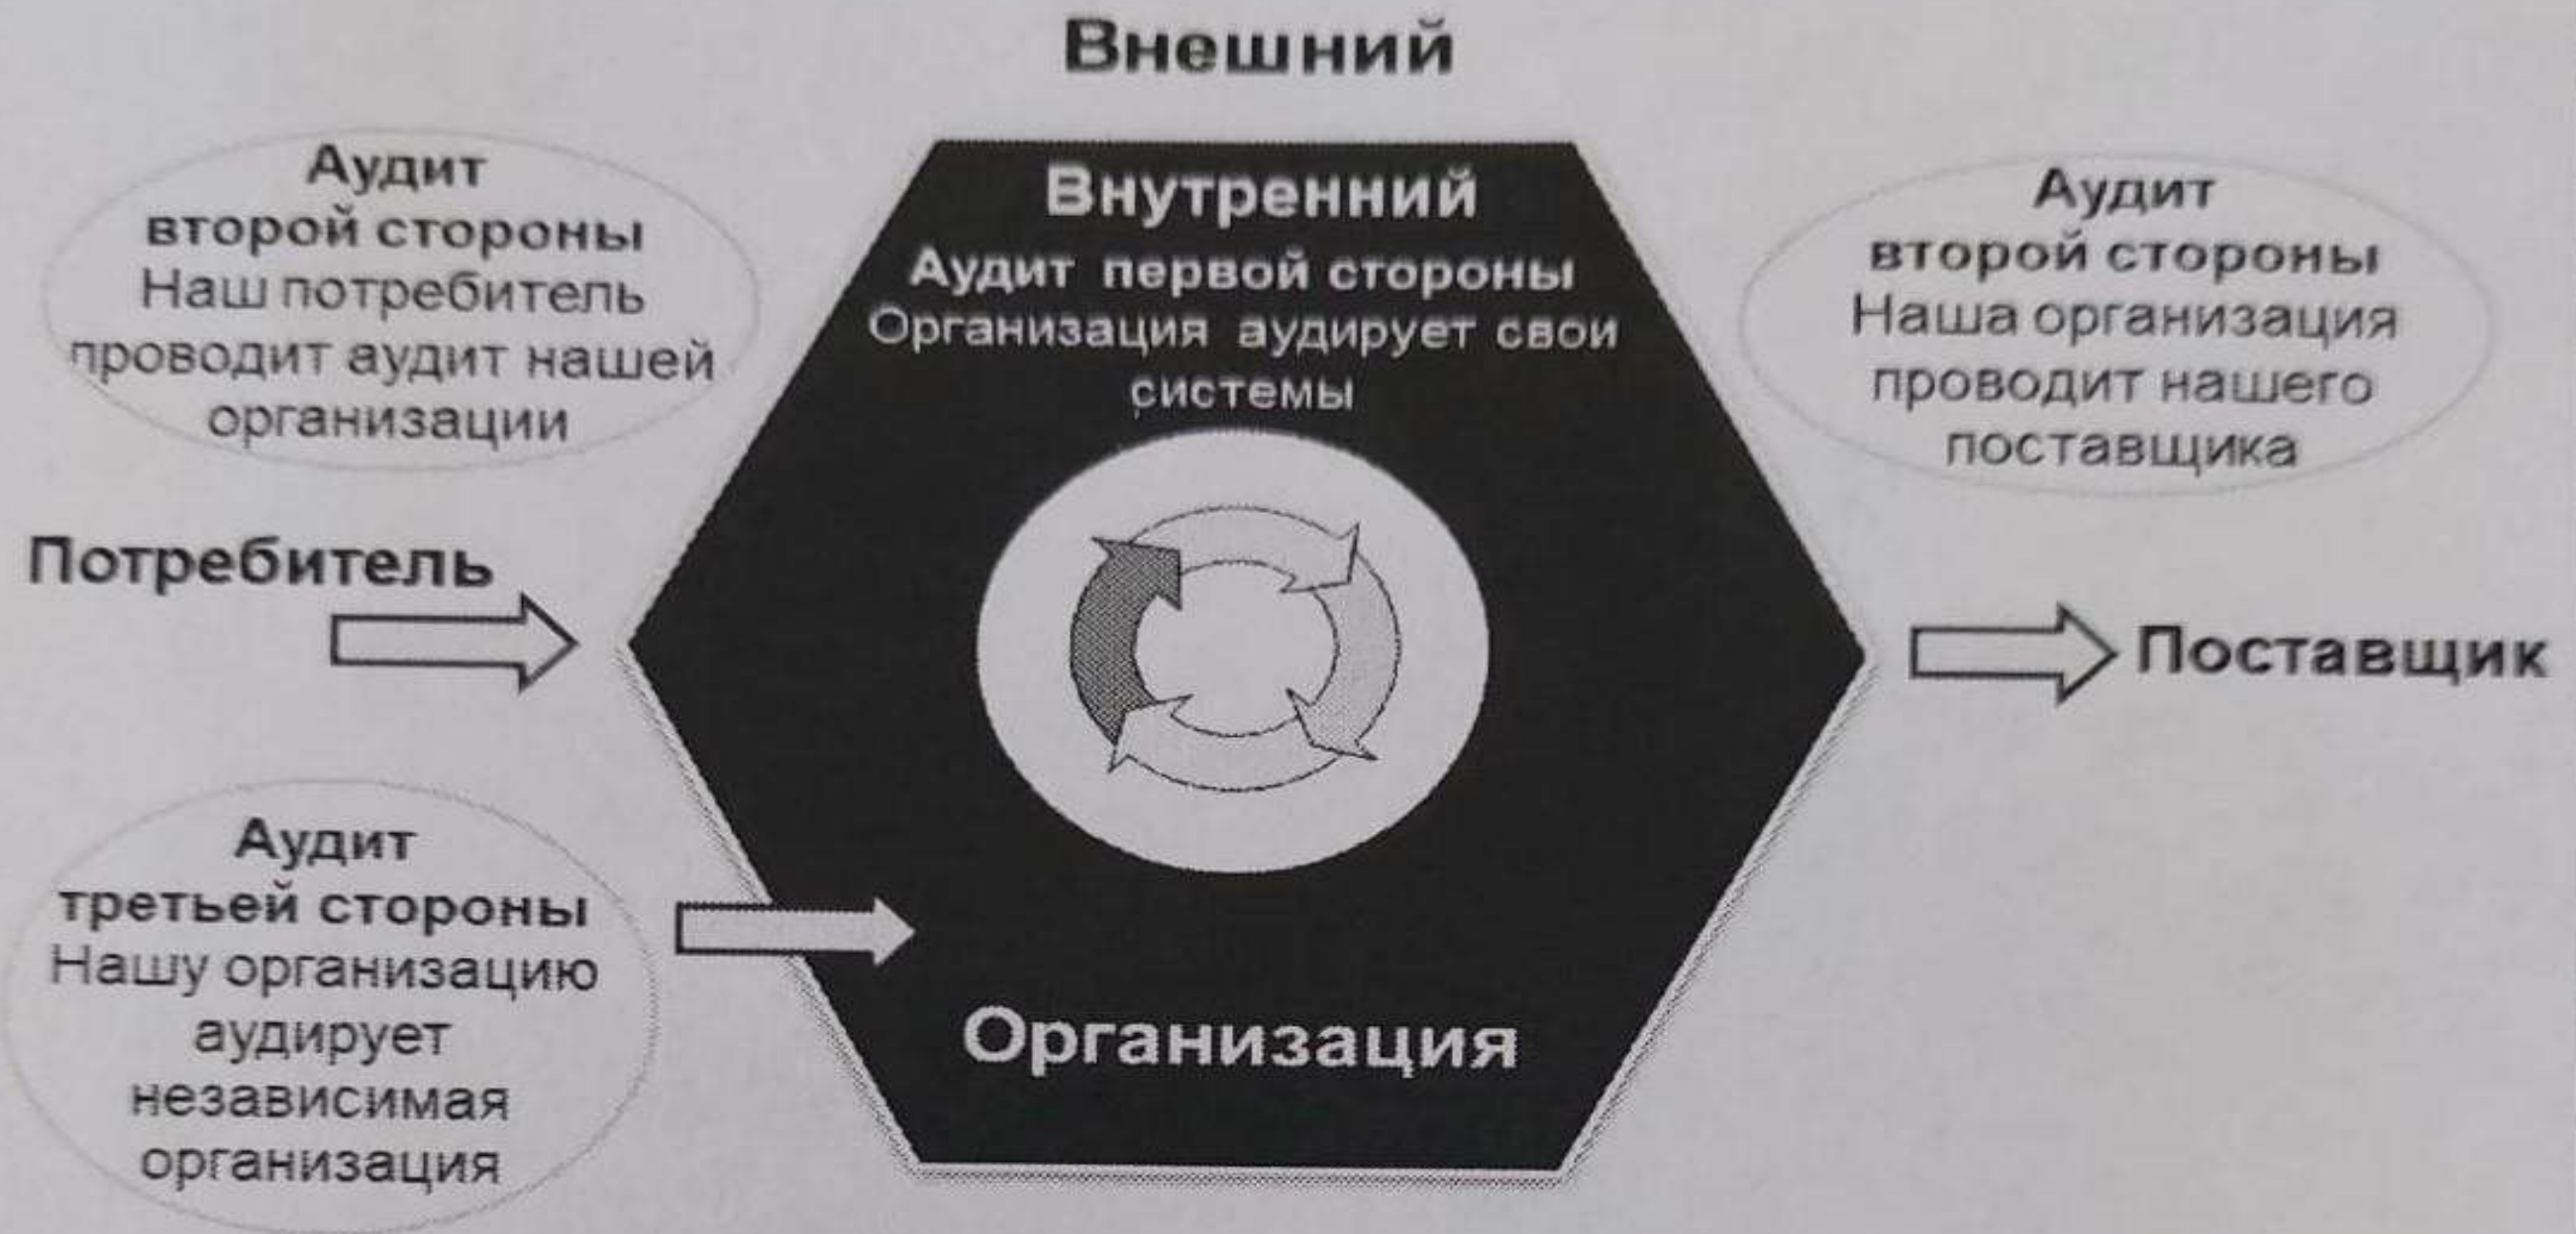 Внешний
Аудит
второй стороны
Наш потребитель
проводит аудит нашей
организации
Внутренний
Аудит первой стороны
Организация аудирует свои
системы
Аудит
второй стороны
Наша организация
проводит нашего
поставщика
Потребитель
Поставщик
Аудит
третьей стороны
Нашу организацию
аудирует
независимая
организация
Организация